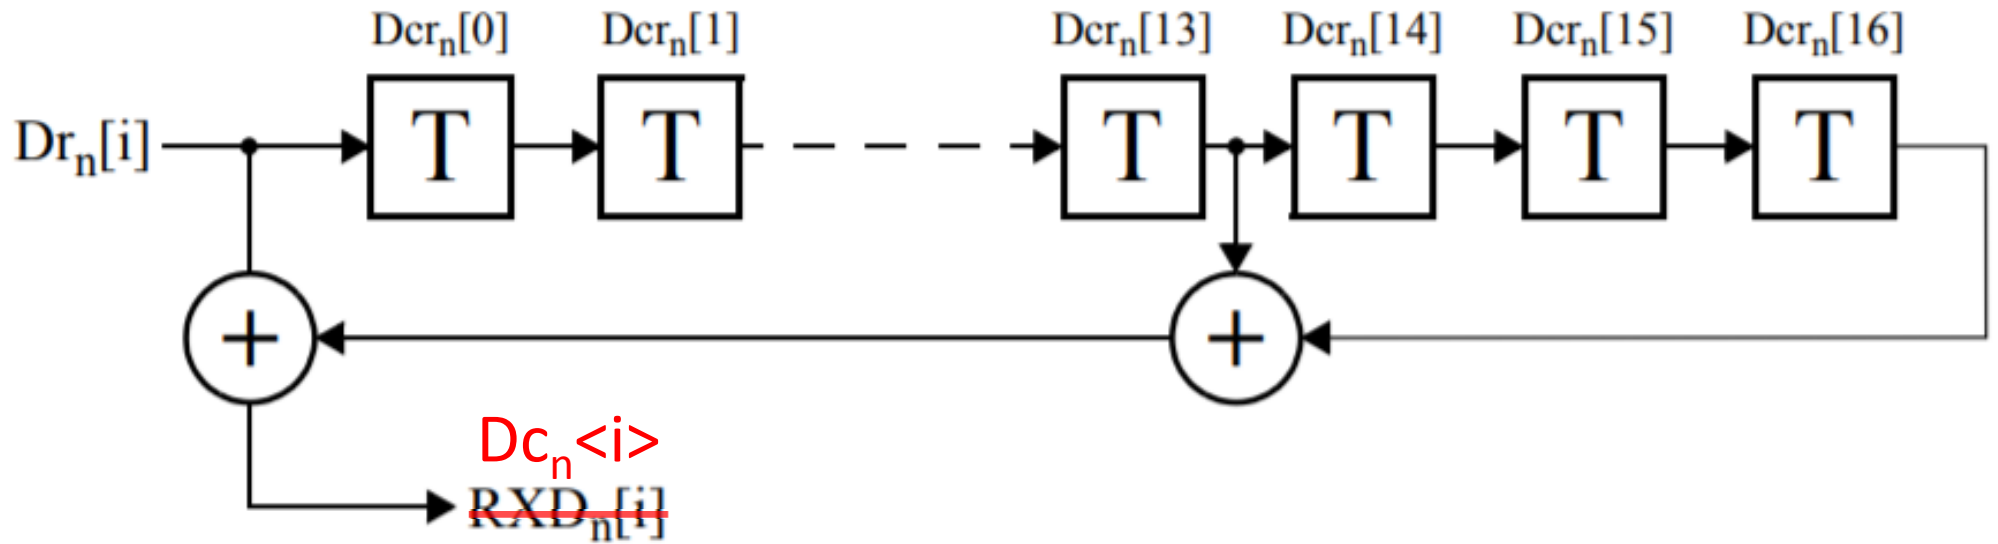 Dcrn[0] Dcrn[1] Dcrn[13] Dcrn[14] Dcrn[15] Dcrn[16]
Drn[i] T T T T T T
+ +
Dcn<i>
RXDn[i]